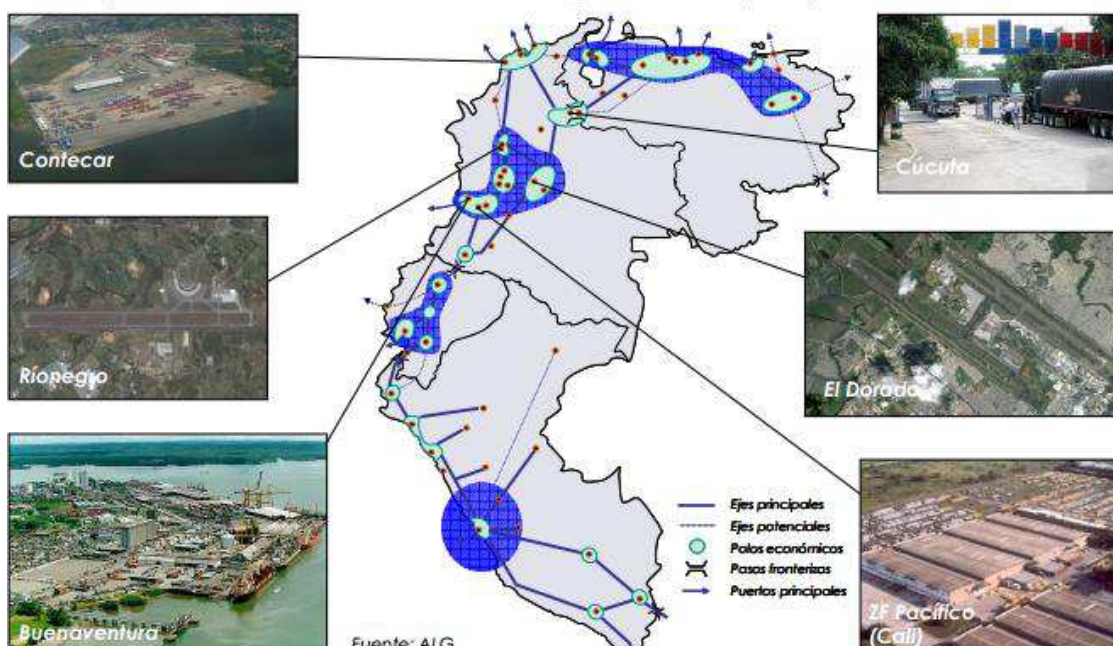 Contecar
Cúcuta
Rionegro
El Dorado
Buenaventura
Ejes principales
Ejes potenciales
Polos económicos
Pasos fronterizos
Puertos principales
ZF Pacífico
(Cali)
Fuente: ALG